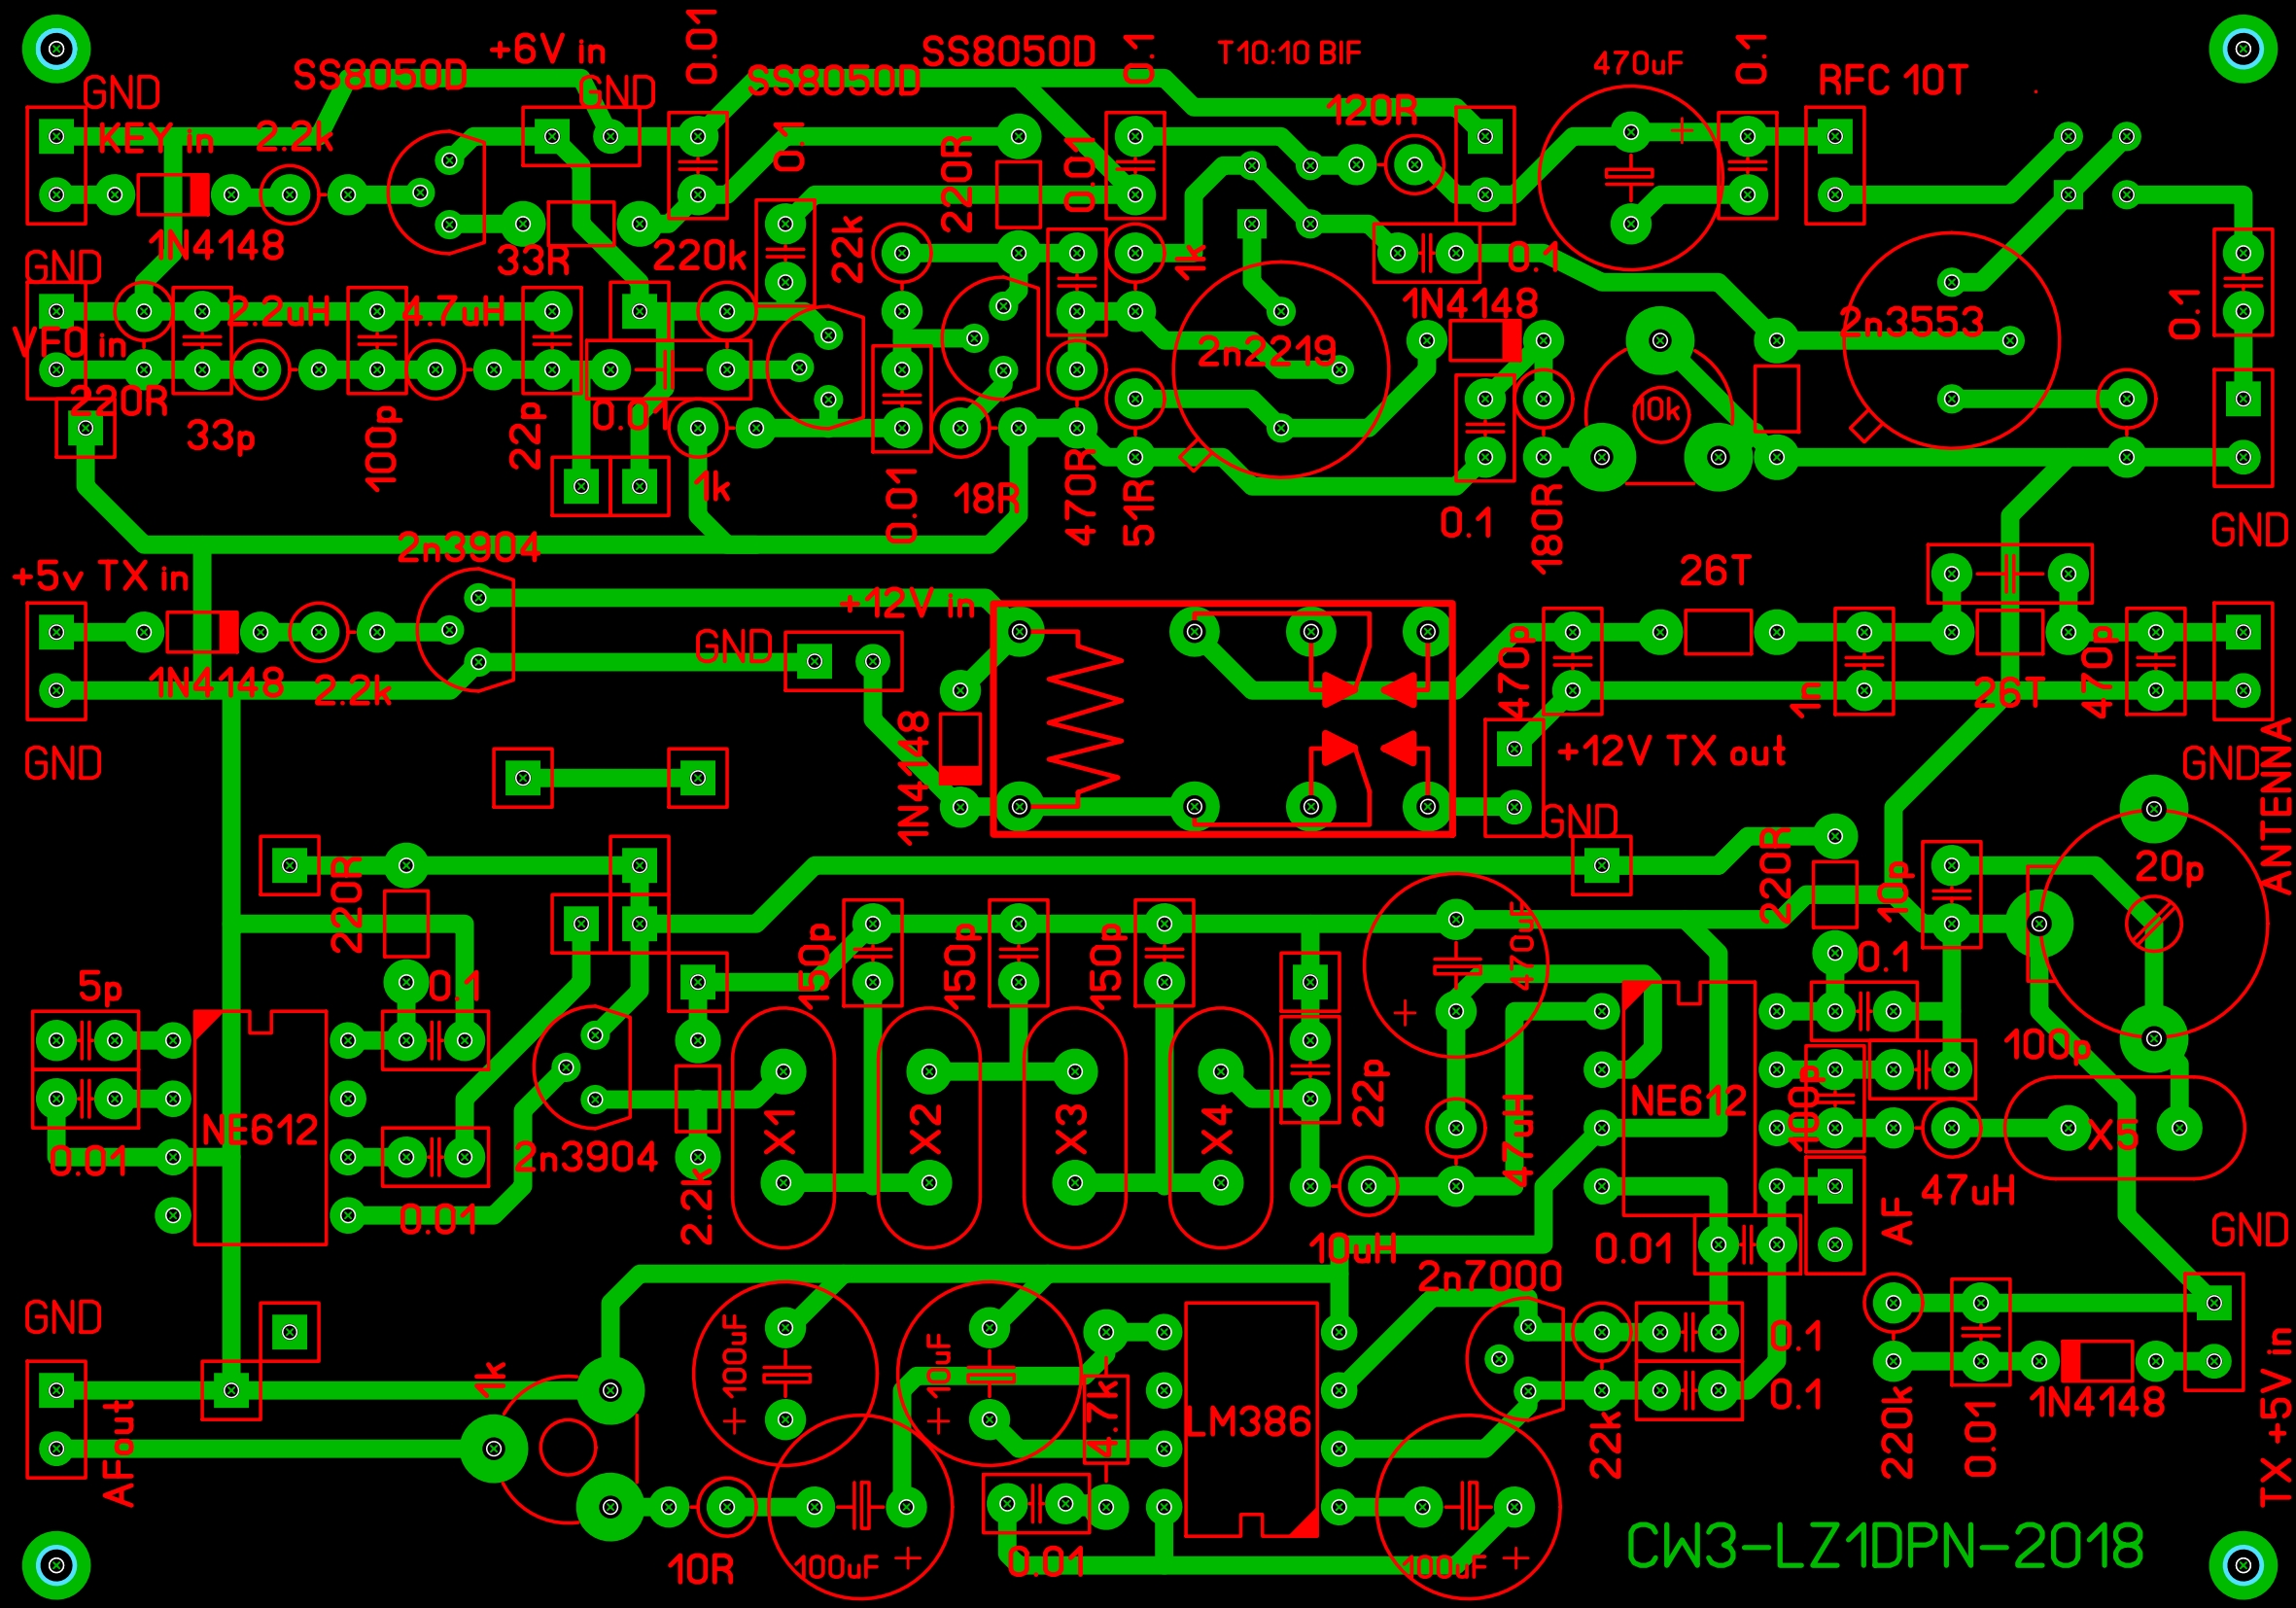 SS8050D
+6V in
0.01
SS8050D
SS8050D
0.1
T10:10 BIF
470uF
0.1
RFC 10T
GND
GND
KEY in
2.2k
0.1
220R
0.01
120R
1N4148
33R
220k
22k
1k
0.1
GND
VFO in
2.2uH
4.7uH
1N4148
2n2219
2n3553
0.1
220R
33p
100p
22p
0.01
1k
0.01
18R
470R
51R
0.1
180R
10k
GND
2n3904
+5v TX in
+12V in
26T
1N4148
2.2k
GND
470p
1n
26T
470p
GND
1N4148
+12V TX out
GND
GND
ANTENNA
220R
220R
10p
20p
5p
0.1
150p
150p
150p
470uF
0.1
100p
NE612
X1
X2
X3
X4
22p
47uH
NE612
100p
X5
0.01
2n3904
2.2k
0.01
10uH
0.01
AF
47uH
GND
GND
2n7000
100uF
10uF
0.1
1k
4.7k
LM386
22k
0.1
220k
0.01
1N4148
TX +5V in
AFout
10R
100uF
0.01
100uF
CW3-LZ1DPN-2018